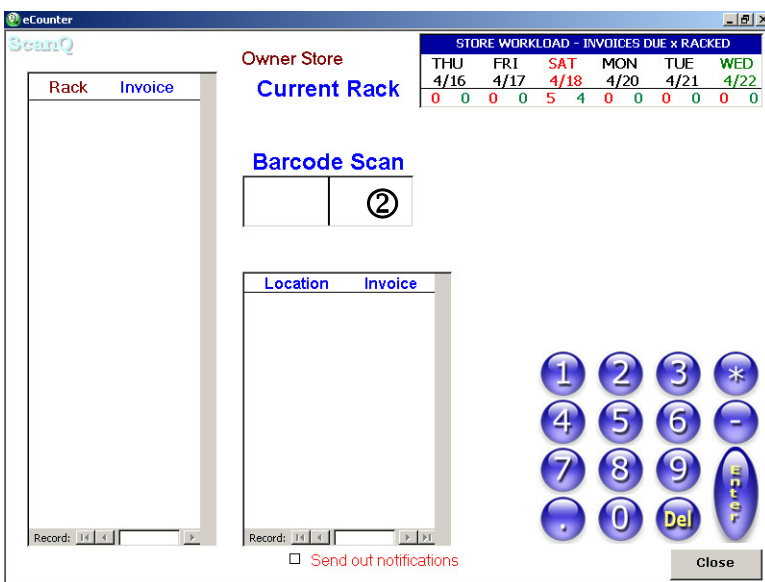 eCounter
ScanQ
Owner Store
Current Rack
STORE WORKLOAD - INVOICES DUE x RACKED
THU FRI SAT MON TUE WED
4/16 4/17 4/18 4/20 4/21 4/22
0 0 0 0 5 4 0 0 0 0 0 0
Rack Invoice
Barcode Scan
②
Location Invoice
1 2 3 *
4 5 6 -
7 8 9 Enter
. 0 Del
Record:
Record:
Send out notifications
Close